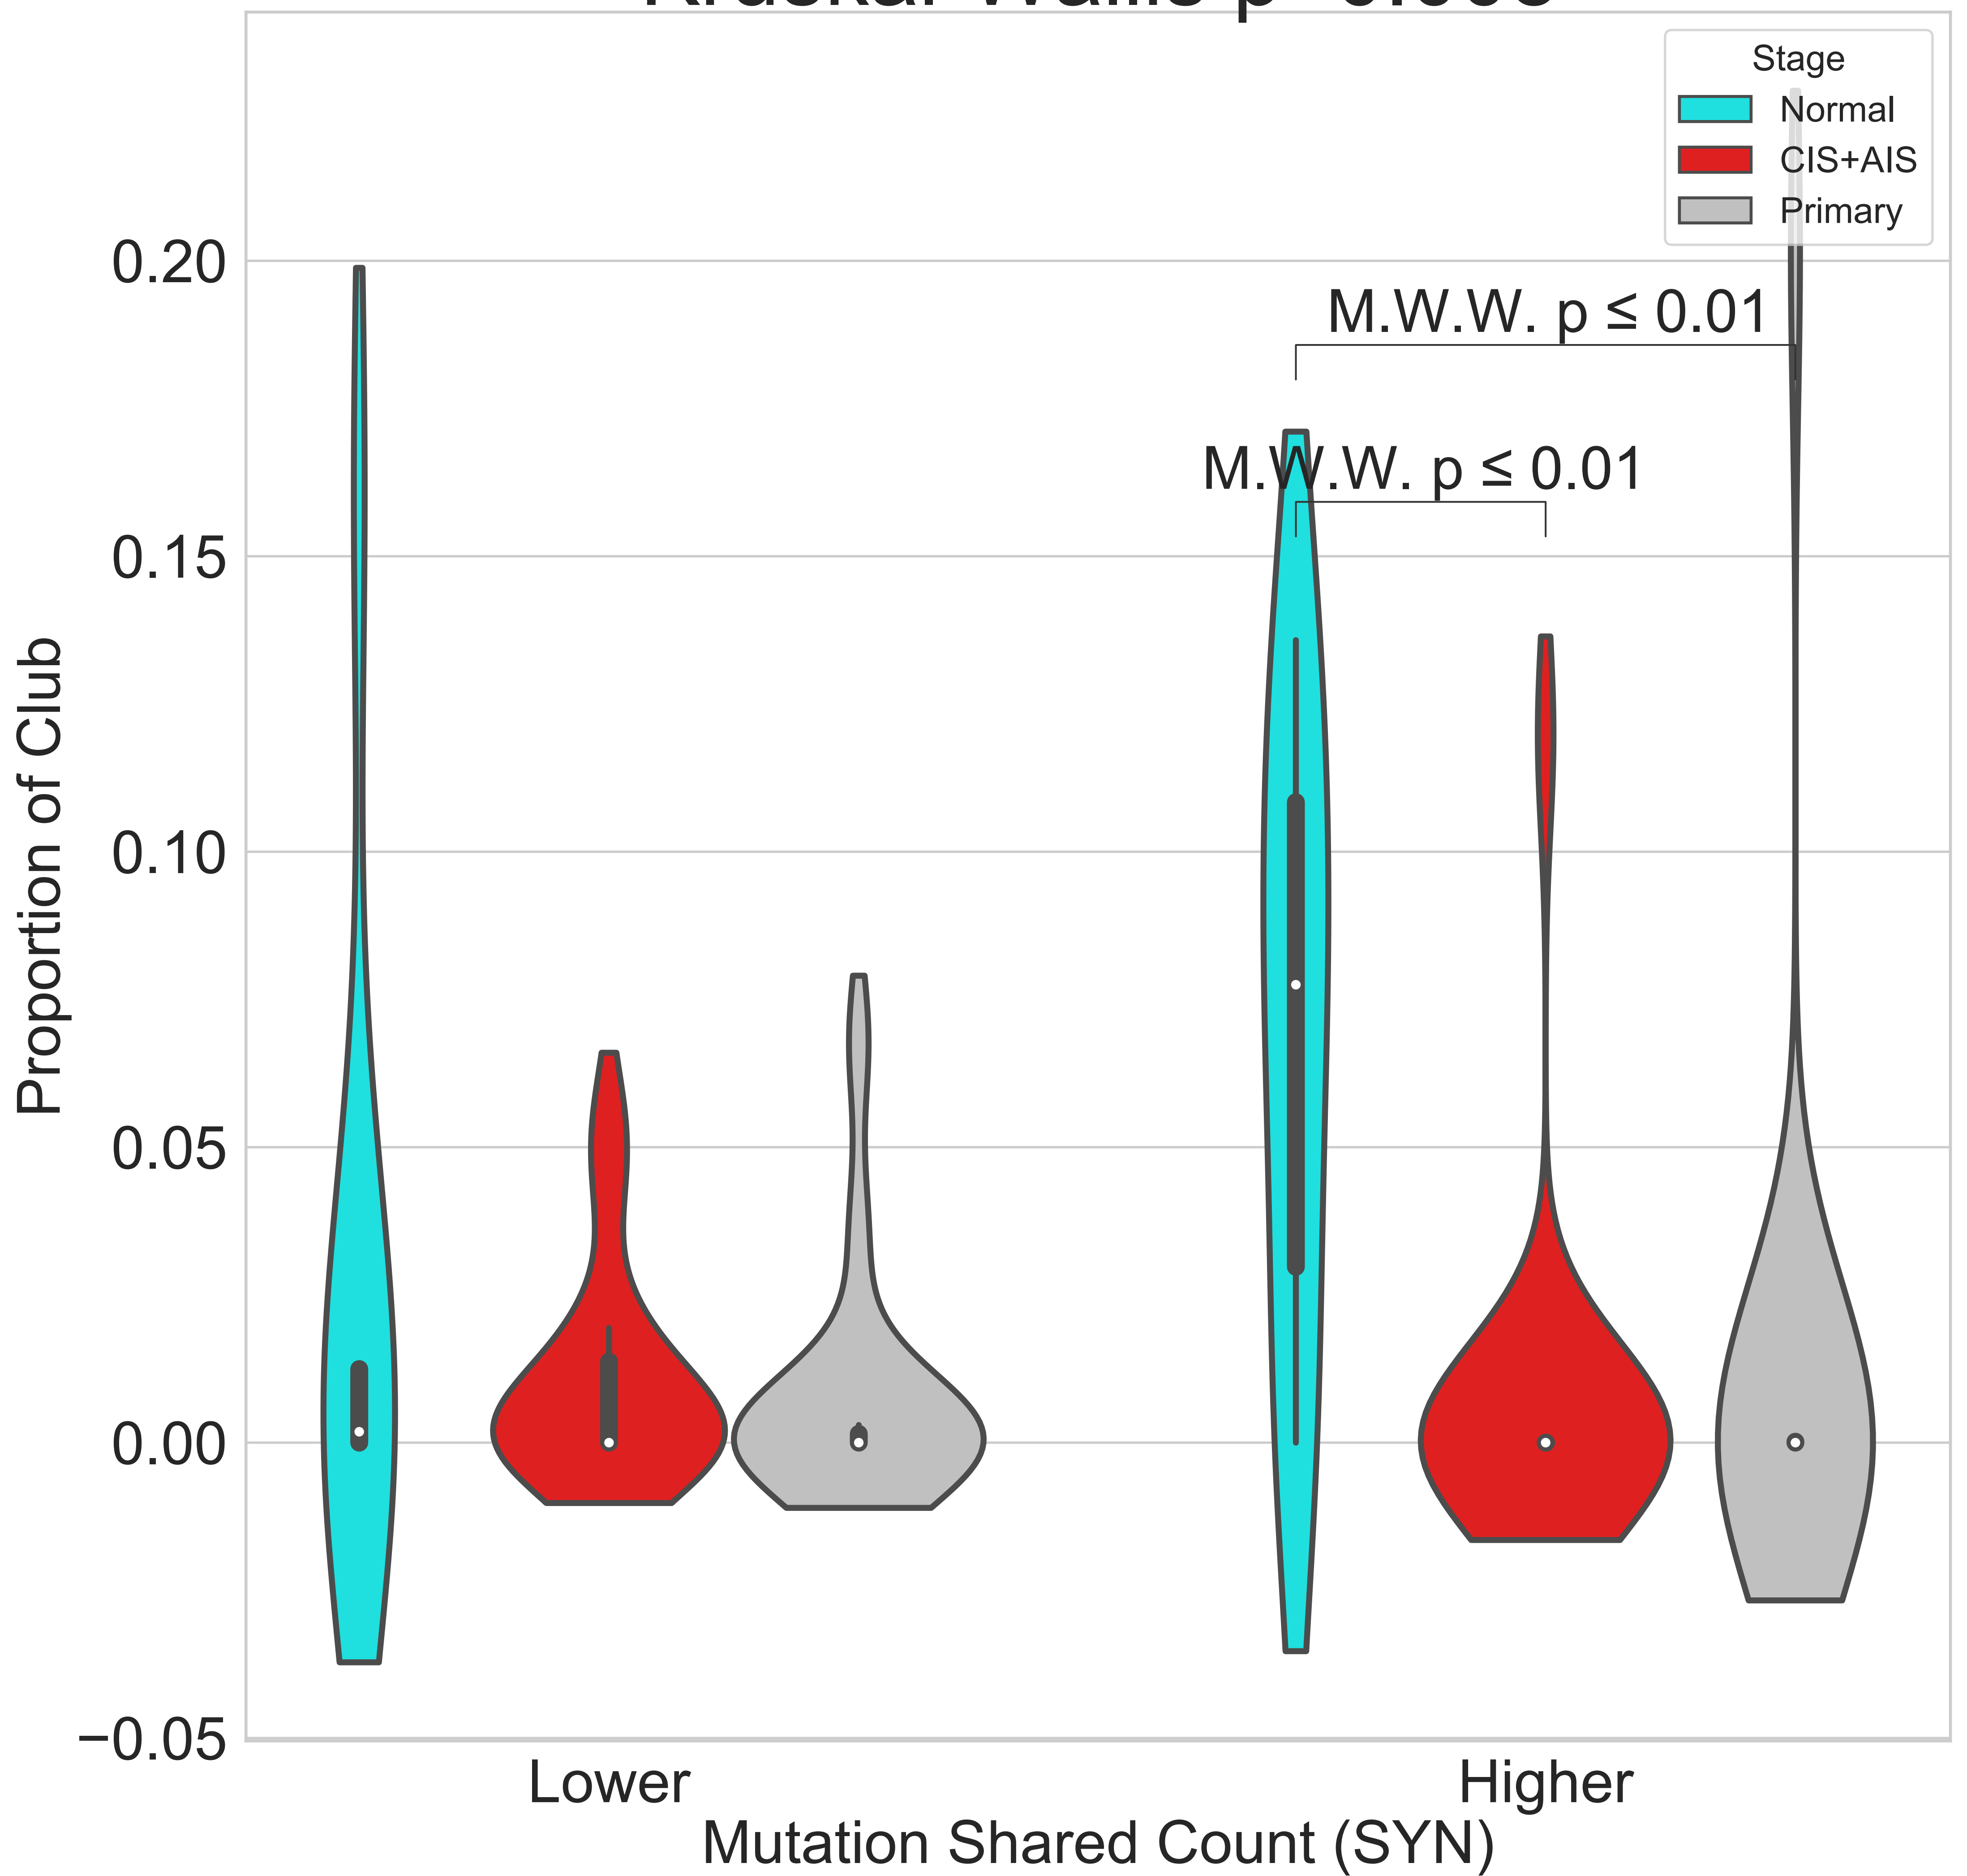 Stage
Normal
CIS+AIS
Primary
M.W.W. p ≤ 0.01
M.W.W. p ≤ 0.01
0.20
0.15
0.10
0.05
0.00
−0.05
Proportion of Club
Lower
Higher
Mutation Shared Count (SYN)